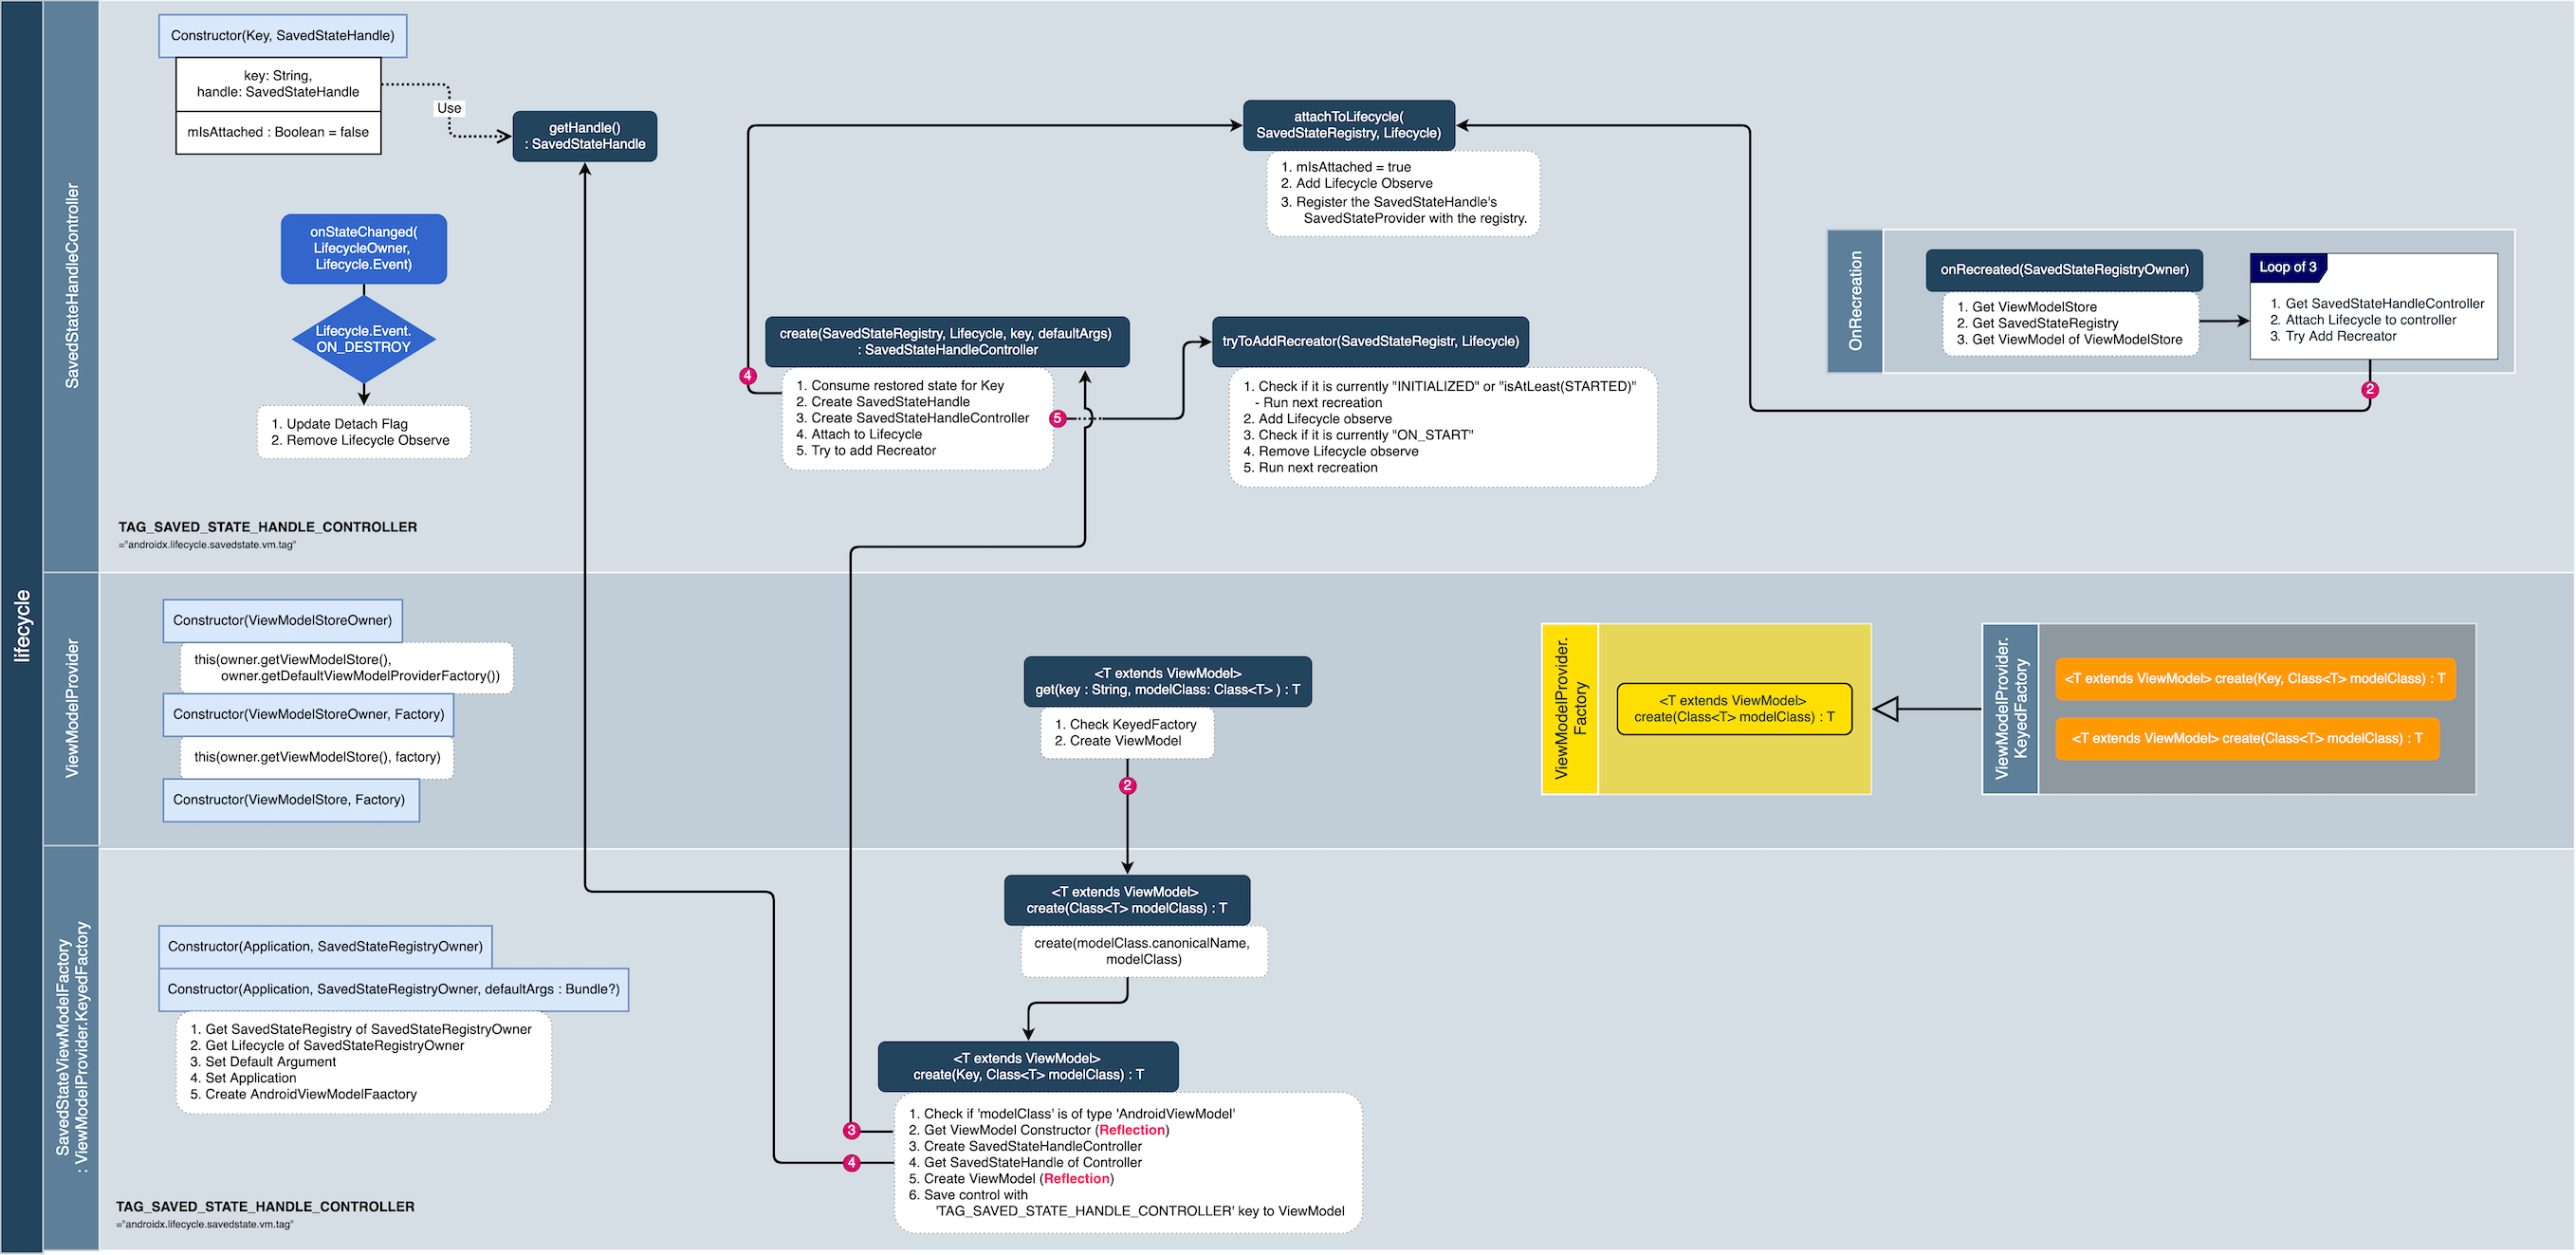 lifecycle
SavedStateHandleController
Constructor(Key, SavedStateHandle)
key: String,
handle: SavedStateHandle
mIsAttached : Boolean = false
Use
getHandle()
: SavedStateHandle
onStateChanged(
LifecycleOwner,
Lifecycle.Event)
Lifecycle.Event.
ON_DESTROY
1. Update Detach Flag
2. Remove Lifecycle Observe
TAG_SAVED_STATE_HANDLE_CONTROLLER
="androidx.lifecycle.savedstate.vm.tag"
attachToLifecycle(
SavedStateRegistry, Lifecycle)
1. mIsAttached = true
2. Add Lifecycle Observe
3. Register the SavedStateHandle's
SavedStateProvider with the registry.
create(SavedStateRegistry, Lifecycle, key, defaultArgs)
: SavedStateHandleController
4
1. Consume restored state for Key
2. Create SavedStateHandle
3. Create SavedStateHandleController
4. Attach to Lifecycle
5. Try to add Recreator
5
tryToAddRecreator(SavedStateRegistr, Lifecycle)
1. Check if it is currently "INITIALIZED" or "isAtLeast(STARTED)"
- Run next recreation
2. Add Lifecycle observe
3. Check if it is currently "ON_START"
4. Remove Lifecycle observe
5. Run next recreation
OnRecreation
onRecreated(SavedStateRegistryOwner)
1. Get ViewModelStore
2. Get SavedStateRegistry
3. Get ViewModel of ViewModelStore
Loop of 3
1. Get SavedStateHandleController
2. Attach Lifecycle to controller
3. Try Add Recreator
2
ViewModelProvider
Constructor(ViewModelStoreOwner)
this(owner.getViewModelStore(),
owner.getDefaultViewModelProviderFactory())
Constructor(ViewModelStoreOwner, Factory)
this(owner.getViewModelStore(), factory)
Constructor(ViewModelStore, Factory)
<T extends ViewModel>
get(key : String, modelClass: Class<T> ) : T
1. Check KeyedFactory
2. Create ViewModel
2
ViewModelProvider.
Factory
<T extends ViewModel>
create(Class<T> modelClass) : T
ViewModelProvider.
KeyedFactory
<T extends ViewModel> create(Key, Class<T> modelClass) : T
<T extends ViewModel> create(Class<T> modelClass) : T
SavedStateViewModelFactory
: ViewModelProvider.KeyedFactory
Constructor(Application, SavedStateRegistryOwner)
Constructor(Application, SavedStateRegistryOwner, defaultArgs : Bundle?)
1. Get SavedStateRegistry of SavedStateRegistryOwner
2. Get Lifecycle of SavedStateRegistryOwner
3. Set Default Argument
4. Set Application
5. Create AndroidViewModelFaactory
TAG_SAVED_STATE_HANDLE_CONTROLLER
="androidx.lifecycle.savedstate.vm.tag"
<T extends ViewModel>
create(Class<T> modelClass) : T
create(modelClass.canonicalName,
modelClass)
<T extends ViewModel>
create(Key, Class<T> modelClass) : T
3
4
1. Check if 'modelClass' is of type 'AndroidViewModel'
2. Get ViewModel Constructor (Reflection)
3. Create SavedStateHandleController
4. Get SavedStateHandle of Controller
5. Create ViewModel (Reflection)
6. Save control with
'TAG_SAVED_STATE_HANDLE_CONTROLLER' key to ViewModel